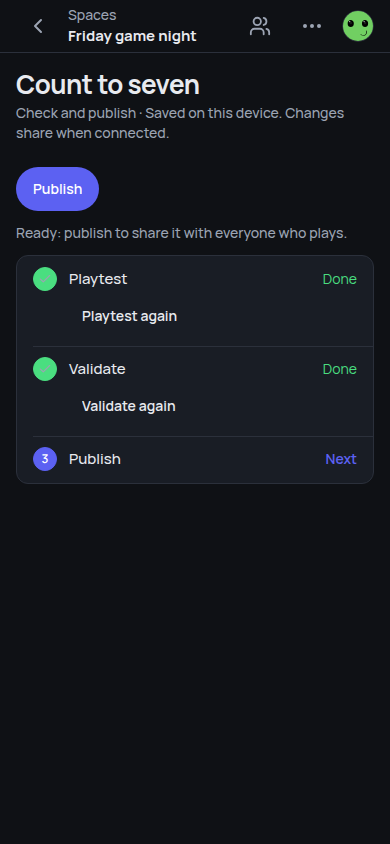 Spaces
Friday game night
Count to seven
Check and publish · Saved on this device. Changes
share when connected.
Publish
Ready: publish to share it with everyone who plays.
Playtest
Done
Playtest again
Validate
Done
Validate again
3
Publish
Next